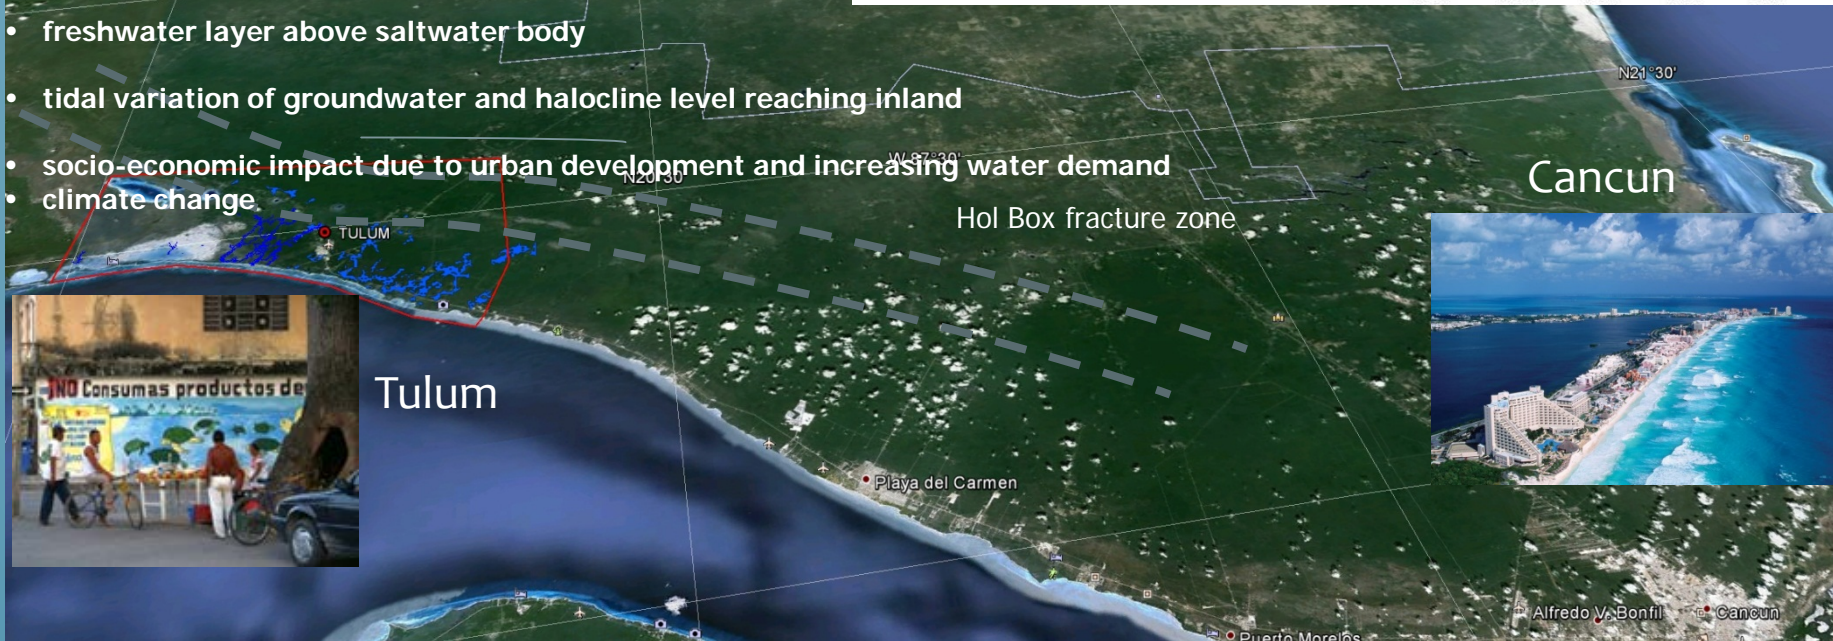 • freshwater layer above saltwater body
• tidal variation of groundwater and halocline level reaching inland
• socio-economic impact due to urban development and increasing water demand
• climate change
N21°30'
W 87°30'
N20°30'
Cancun
Hol Box fracture zone
TULUM
¡NO Consumas productos de
Tulum
Playa del Carmen
Alfredo V. Bonfil
Cancun
Puerto Morelos